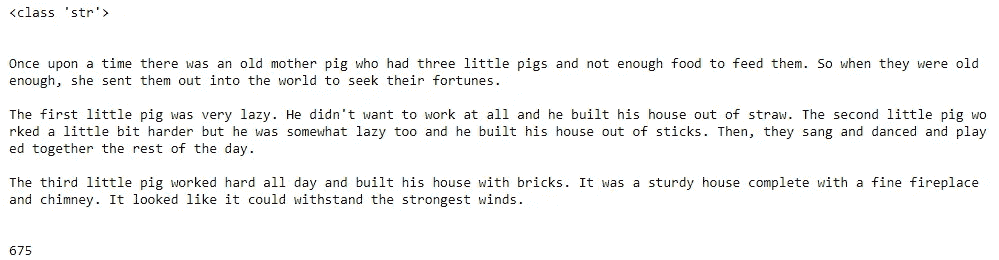 <class 'str'>
Once upon a time there was an old mother pig who had three little pigs and not enough food to feed them. So when they were old
enough, she sent them out into the world to seek their fortunes.
The first little pig was very lazy. He didn't want to work at all and he built his house out of straw. The second little pig wo
rked a little bit harder but he was somewhat lazy too and he built his house out of sticks. Then, they sang and danced and play
ed together the rest of the day.
The third little pig worked hard all day and built his house with bricks. It was a sturdy house complete with a fine fireplace
and chimney. It looked like it could withstand the strongest winds.
675